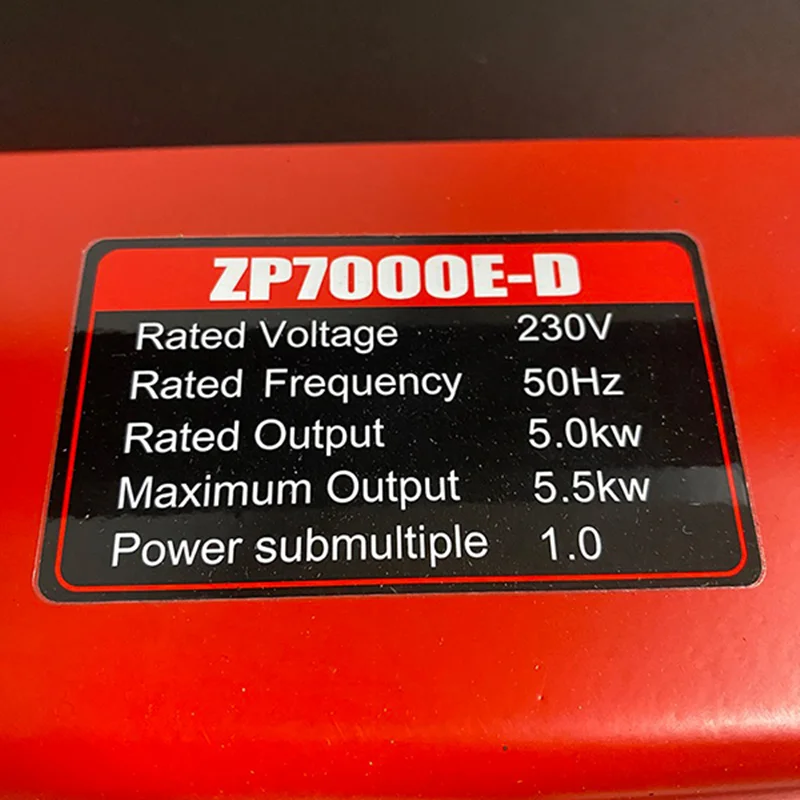 ZP7000E-D
Rated Voltage 230V
Rated Frequency 50Hz
Rated Output 5.0kw
Maximum Output 5.5kw
Power submultiple 1.0